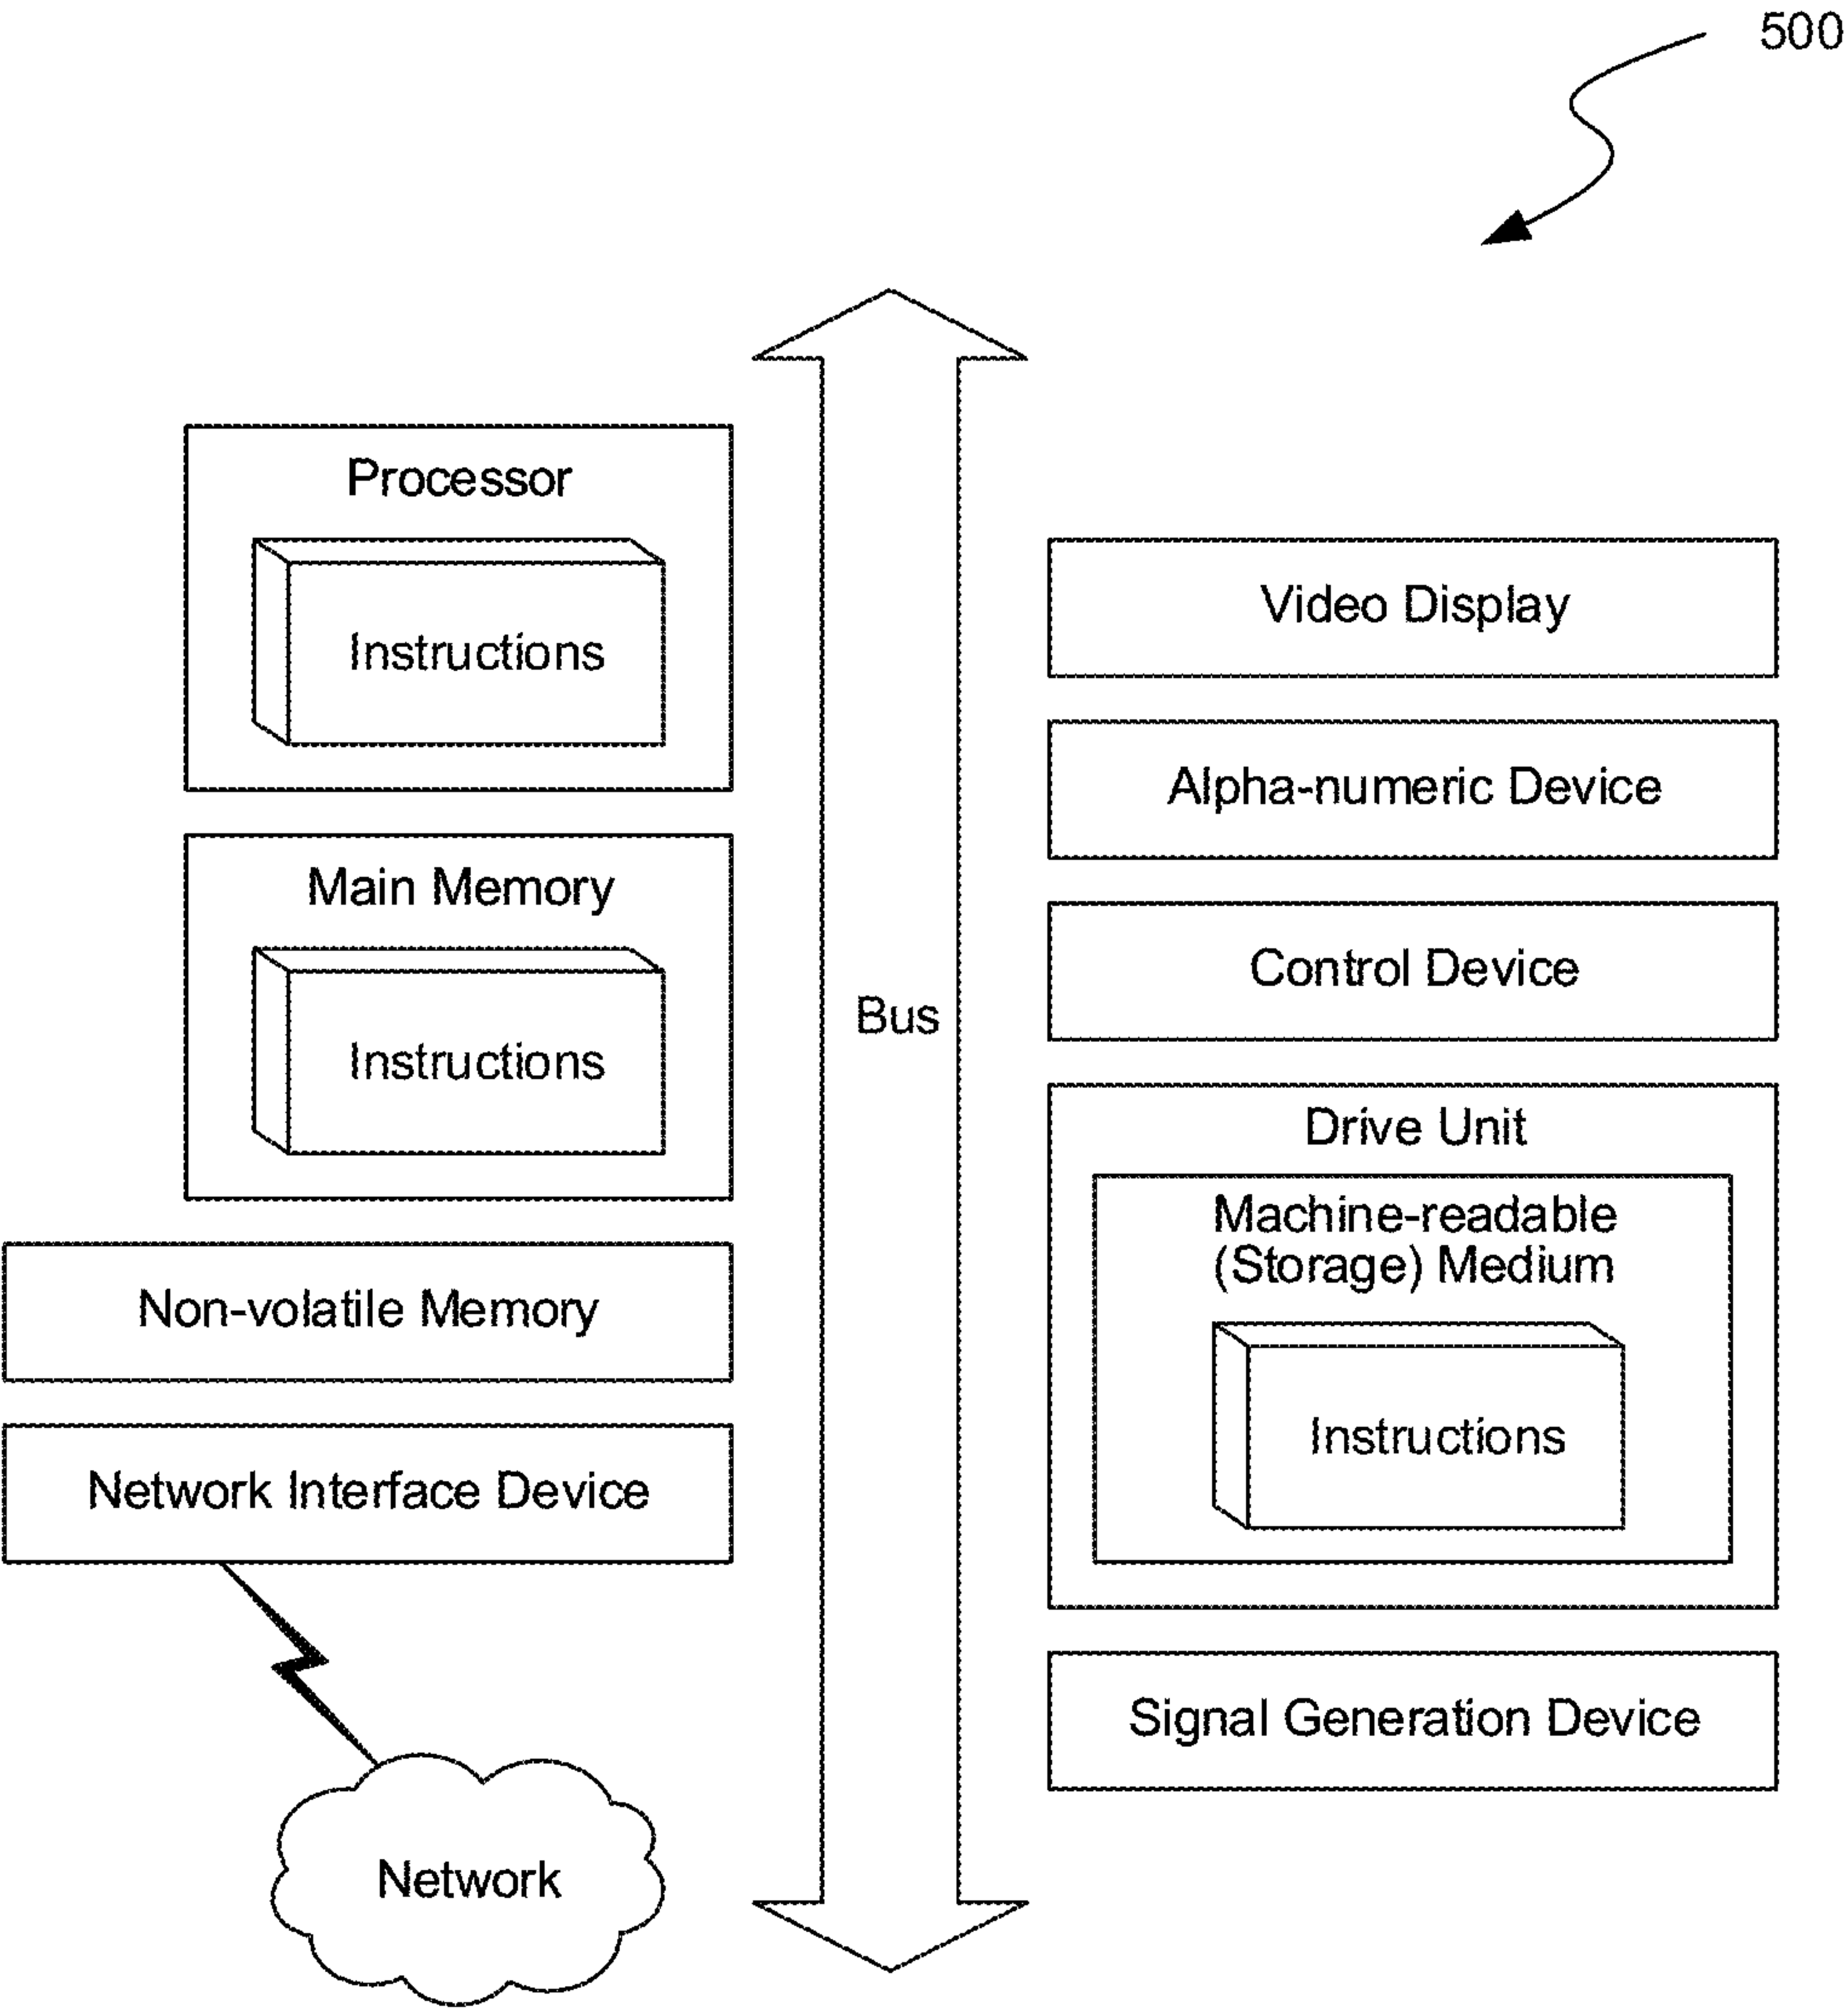 500
Processor
Instructions
Main Memory
Instructions
Non-volatile Memory
Network Interface Device
Network
Bus
Video Display
Alpha-numeric Device
Control Device
Drive Unit
Machine-readable
(Storage) Medium
Instructions
Signal Generation Device